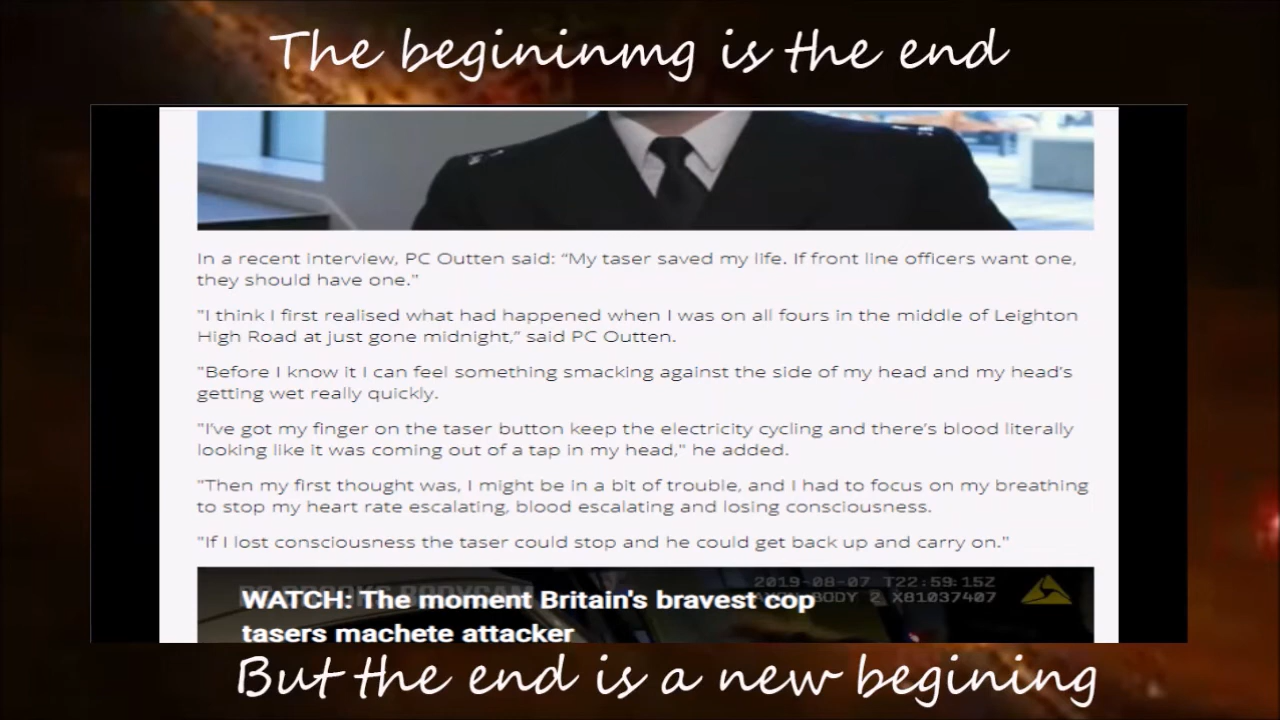 The begininmg is the end
In a recent interview, PC Outten said: “My taser saved my life. If front line officers want one,
they should have one."
"I think I first realised what had happened when I was on all fours in the middle of Leighton
High Road at just gone midnight,” said PC Outten.
"Before I know it I can feel something smacking against the side of my head and my head’s
getting wet really quickly.
"I’ve got my finger on the taser button keep the electricity cycling and there’s blood literally
looking like it was coming out of a tap in my head," he added.
"Then my first thought was, I might be in a bit of trouble, and I had to focus on my breathing
to stop my heart rate escalating, blood escalating and losing consciousness.
"If I lost consciousness the taser could stop and he could get back up and carry on."
2019-08-07 T22:59:15Z
BODY 2 X81037407
WATCH: The moment Britain's bravest cop
tasers machete attacker
But the end is a new begining